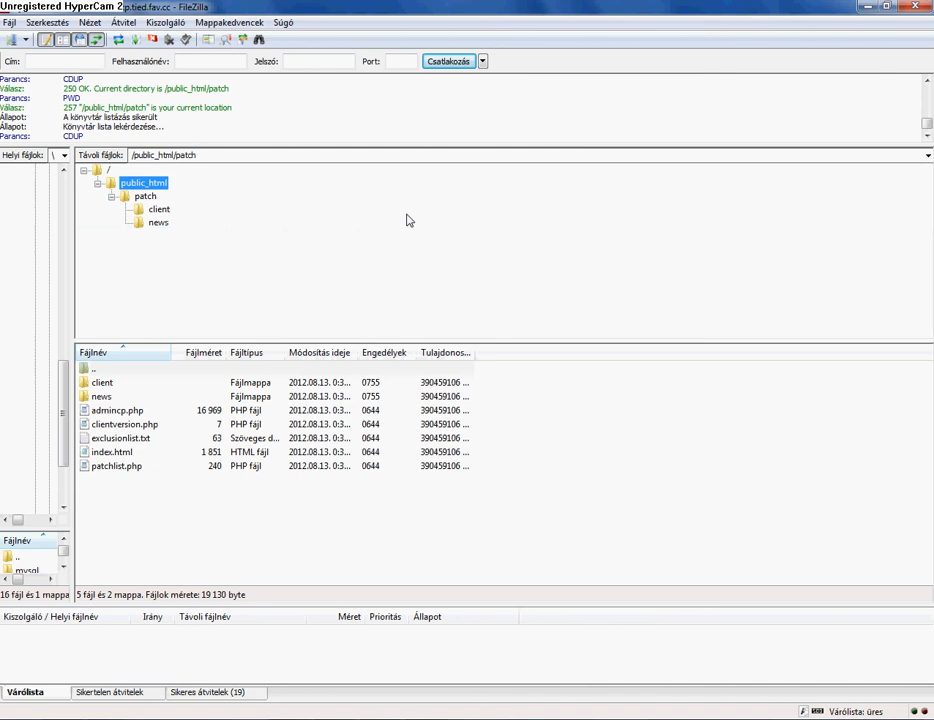 Unregistered HyperCam 2
p.tied.fav.cc - FileZilla
Fájl Szerkesztés Nézet Átvitel Kiszolgáló Mappakedvencek Súgó
Cím: Felhasználónév: Jelszó: Port: Csatlakozás
Parancs: CDUP
Válasz: 250 OK. Current directory is /public_html/patch
Parancs: PWD
Válasz: 257 "/public_html/patch" is your current location
Állapot: A könyvtár listázás sikerült
Állapot: Könyvtár lista lekérdezése...
Parancs: CDUP
Helyi fájlok: \ Távoli fájlok: /public_html/patch
/
public_html
patch
client
news
Fájlnév Fájlméret Fájltípus Módosítás ideje Engedélyek Tulajdonos...
..
client Fájlmappa 2012.08.13. 0:3... 0755 390459106 ...
news Fájlmappa 2012.08.13. 0:3... 0755 390459106 ...
admincp.php 16 969 PHP fájl 2012.08.13. 0:3... 0644 390459106 ...
clientversion.php 7 PHP fájl 2012.08.13. 0:3... 0644 390459106 ...
exclusionlist.txt 63 Szöveges d... 2012.08.13. 0:3... 0644 390459106 ...
index.html 1 851 HTML fájl 2012.08.13. 0:3... 0644 390459106 ...
patchlist.php 240 PHP fájl 2012.08.13. 0:3... 0644 390459106 ...
Fájlnév
..
mysql
16 fájl és 1 mappa
5 fájl és 2 mappa. Fájlok mérete: 19 130 byte
Kiszolgáló / Helyi fájlnév Irány Távoli fájlnév Méret Prioritás Állapot
Várólista Sikertelen átvitelek Sikeres átvitelek (19)
Várólista: üres